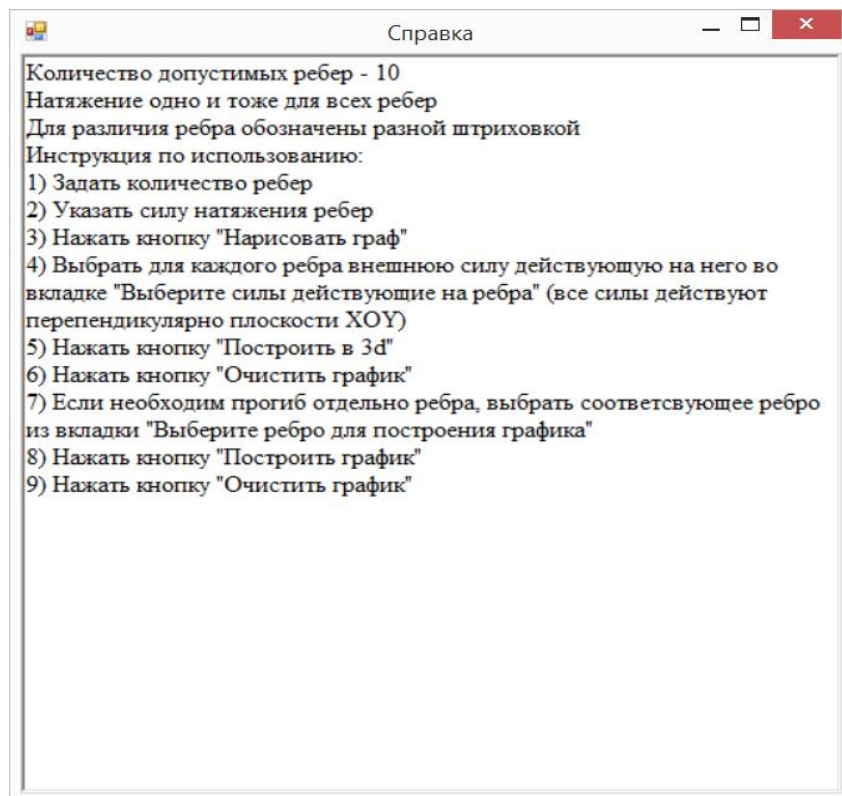 Справка
Количество допустимых ребер - 10
Натяжение одно и тоже для всех ребер
Для различия ребра обозначены разной штриховкой
Инструкция по использованию:
1) Задать количество ребер
2) Указать силу натяжения ребер
3) Нажать кнопку "Нарисовать граф"
4) Выбрать для каждого ребра внешнюю силу действующую на него во
вкладке "Выберите силы действующие на ребра" (все силы действуют
перепендикулярно плоскости XOY)
5) Нажать кнопку "Построить в 3d"
6) Нажать кнопку "Очистить график"
7) Если необходим прогиб отдельно ребра, выбрать соответсвующее ребро
из вкладки "Выберите ребро для построения графика"
8) Нажать кнопку "Построить график"
9) Нажать кнопку "Очистить график"